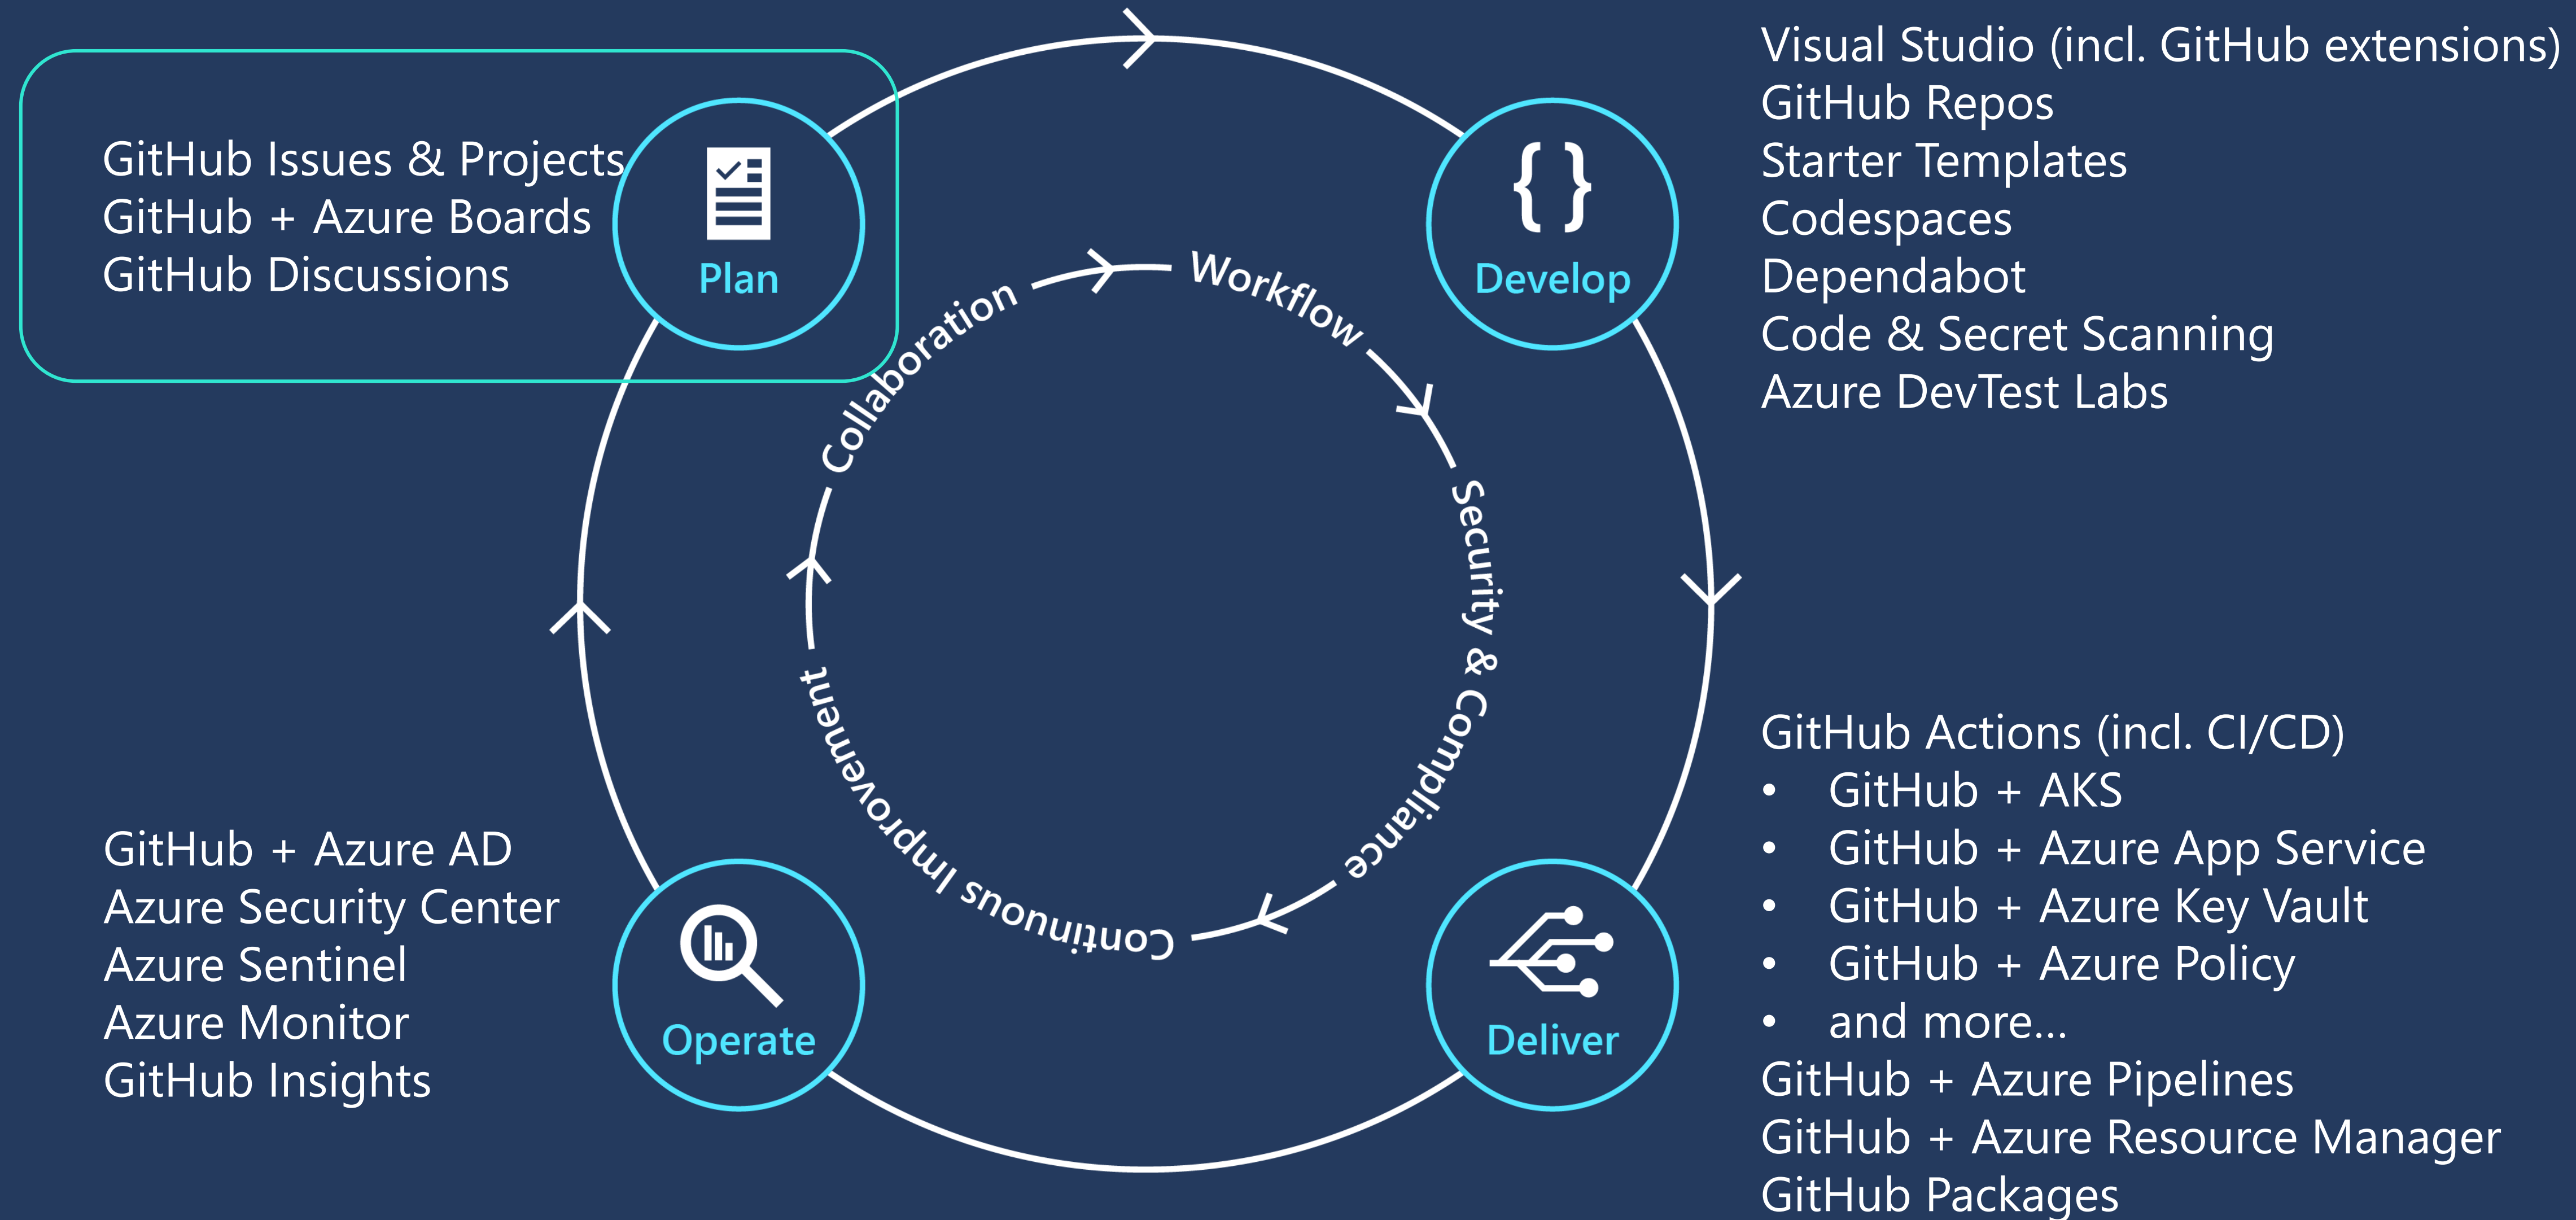 GitHub Issues & Projects
GitHub + Azure Boards
GitHub Discussions
Plan
Develop
Visual Studio (incl. GitHub extensions)
GitHub Repos
Starter Templates
Codespaces
Dependabot
Code & Secret Scanning
Azure DevTest Labs
Collaboration
Workflow
Security & Compliance
Continuous Improvement
GitHub + Azure AD
Azure Security Center
Azure Sentinel
Azure Monitor
GitHub Insights
Operate
Deliver
GitHub Actions (incl. CI/CD)
• GitHub + AKS
• GitHub + Azure App Service
• GitHub + Azure Key Vault
• GitHub + Azure Policy
• and more...
GitHub + Azure Pipelines
GitHub + Azure Resource Manager
GitHub Packages